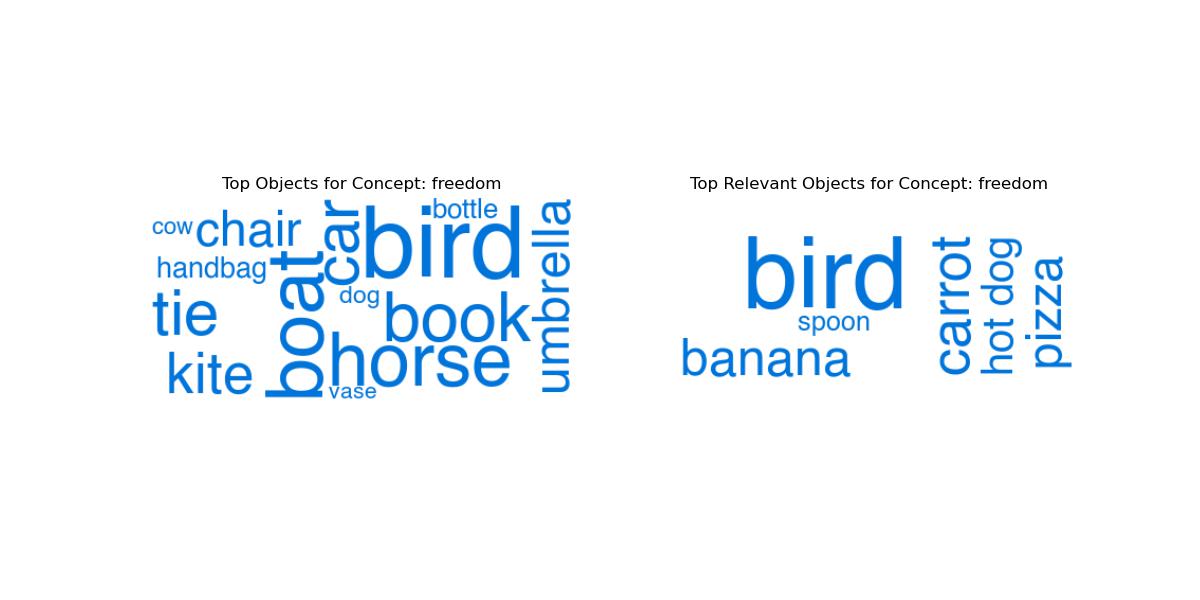 Top Objects for Concept: freedom
cow
chair
car
bird
bottle
umbrella
handbag
boat
dog
tie
book
horse
kite
vase
Top Relevant Objects for Concept: freedom
bird
carrot
hot dog
pizza
spoon
banana